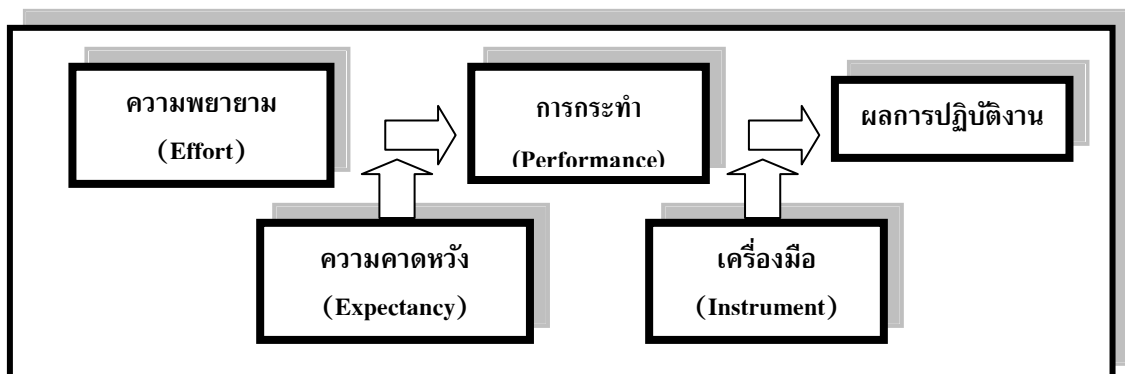 ความพยายาม
(Effort)
การกระทำ
(Performance)
ผลการปฏิบัติงาน
ความคาดหวัง
(Expectancy)
เครื่องมือ
(Instrument)